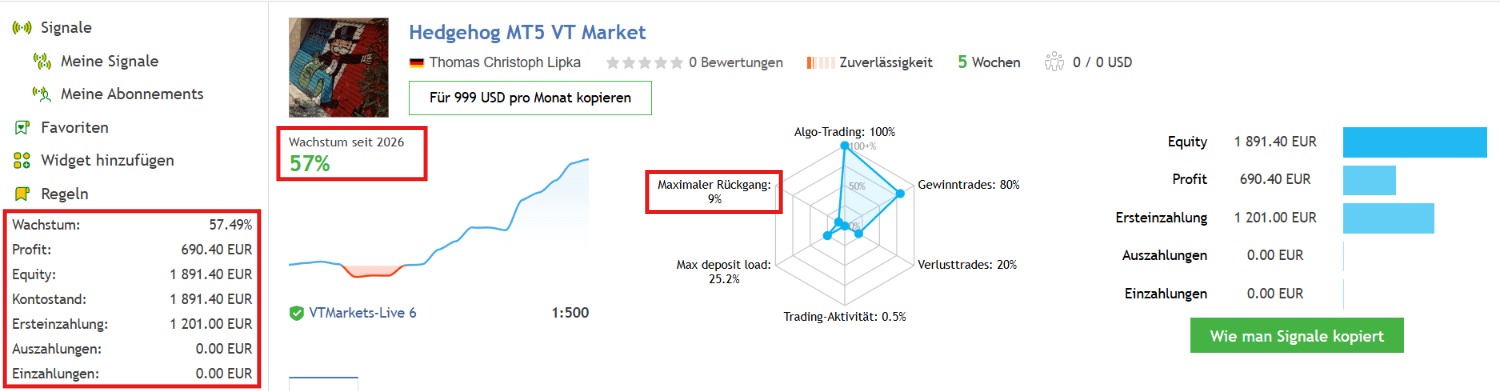 Signale
Meine Signale
Meine Abonnements
Favoriten
Widget hinzufügen
Regeln
Wachstum: 57.49%
Profit: 690.40 EUR
Equity: 1 891.40 EUR
Kontostand: 1 891.40 EUR
Ersteinzahlung: 1 201.00 EUR
Auszahlungen: 0.00 EUR
Einzahlungen: 0.00 EUR
Hedgehog MT5 VT Market
Thomas Christoph Lipka 0 Bewertungen Zuverlässigkeit 5 Wochen 0 / 0 USD
Für 999 USD pro Monat kopieren
Wachstum seit 2026
57%
VTMarkets-Live 6 1:500
Algo-Trading: 100%
100+%
50%
0%
Maximaler Rückgang:
9%
Gewinntrades: 80%
Max deposit load:
25.2%
Verlusttrades: 20%
Trading-Aktivität: 0.5%
Equity 1 891.40 EUR
Profit 690.40 EUR
Ersteinzahlung 1 201.00 EUR
Auszahlungen 0.00 EUR
Einzahlungen 0.00 EUR
Wie man Signale kopiert